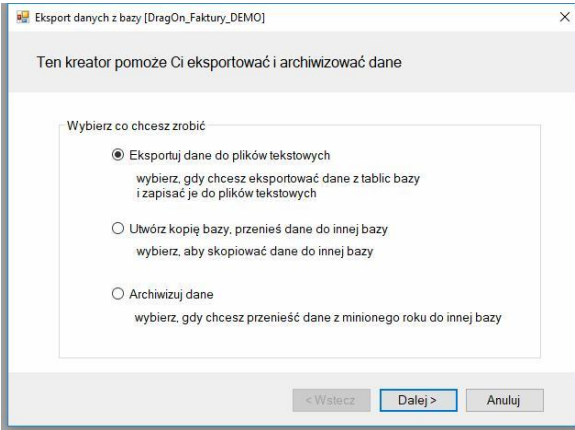 Eksport danych z bazy [DragOn_Faktury_DEMO]
Ten kreator pomoże Ci eksportować i archiwizować dane
Wybierz co chcesz zrobić
Eksportuj dane do plików tekstowych
wybierz, gdy chcesz eksportować dane z tablic bazy
i zapisać je do plików tekstowych
Utwórz kopię bazy, przenieś dane do innej bazy
wybierz, aby skopiować dane do innej bazy
Archiwizuj dane
wybierz, gdy chcesz przenieść dane z minionego roku do innej bazy
< Wstecz Dalej > Anuluj